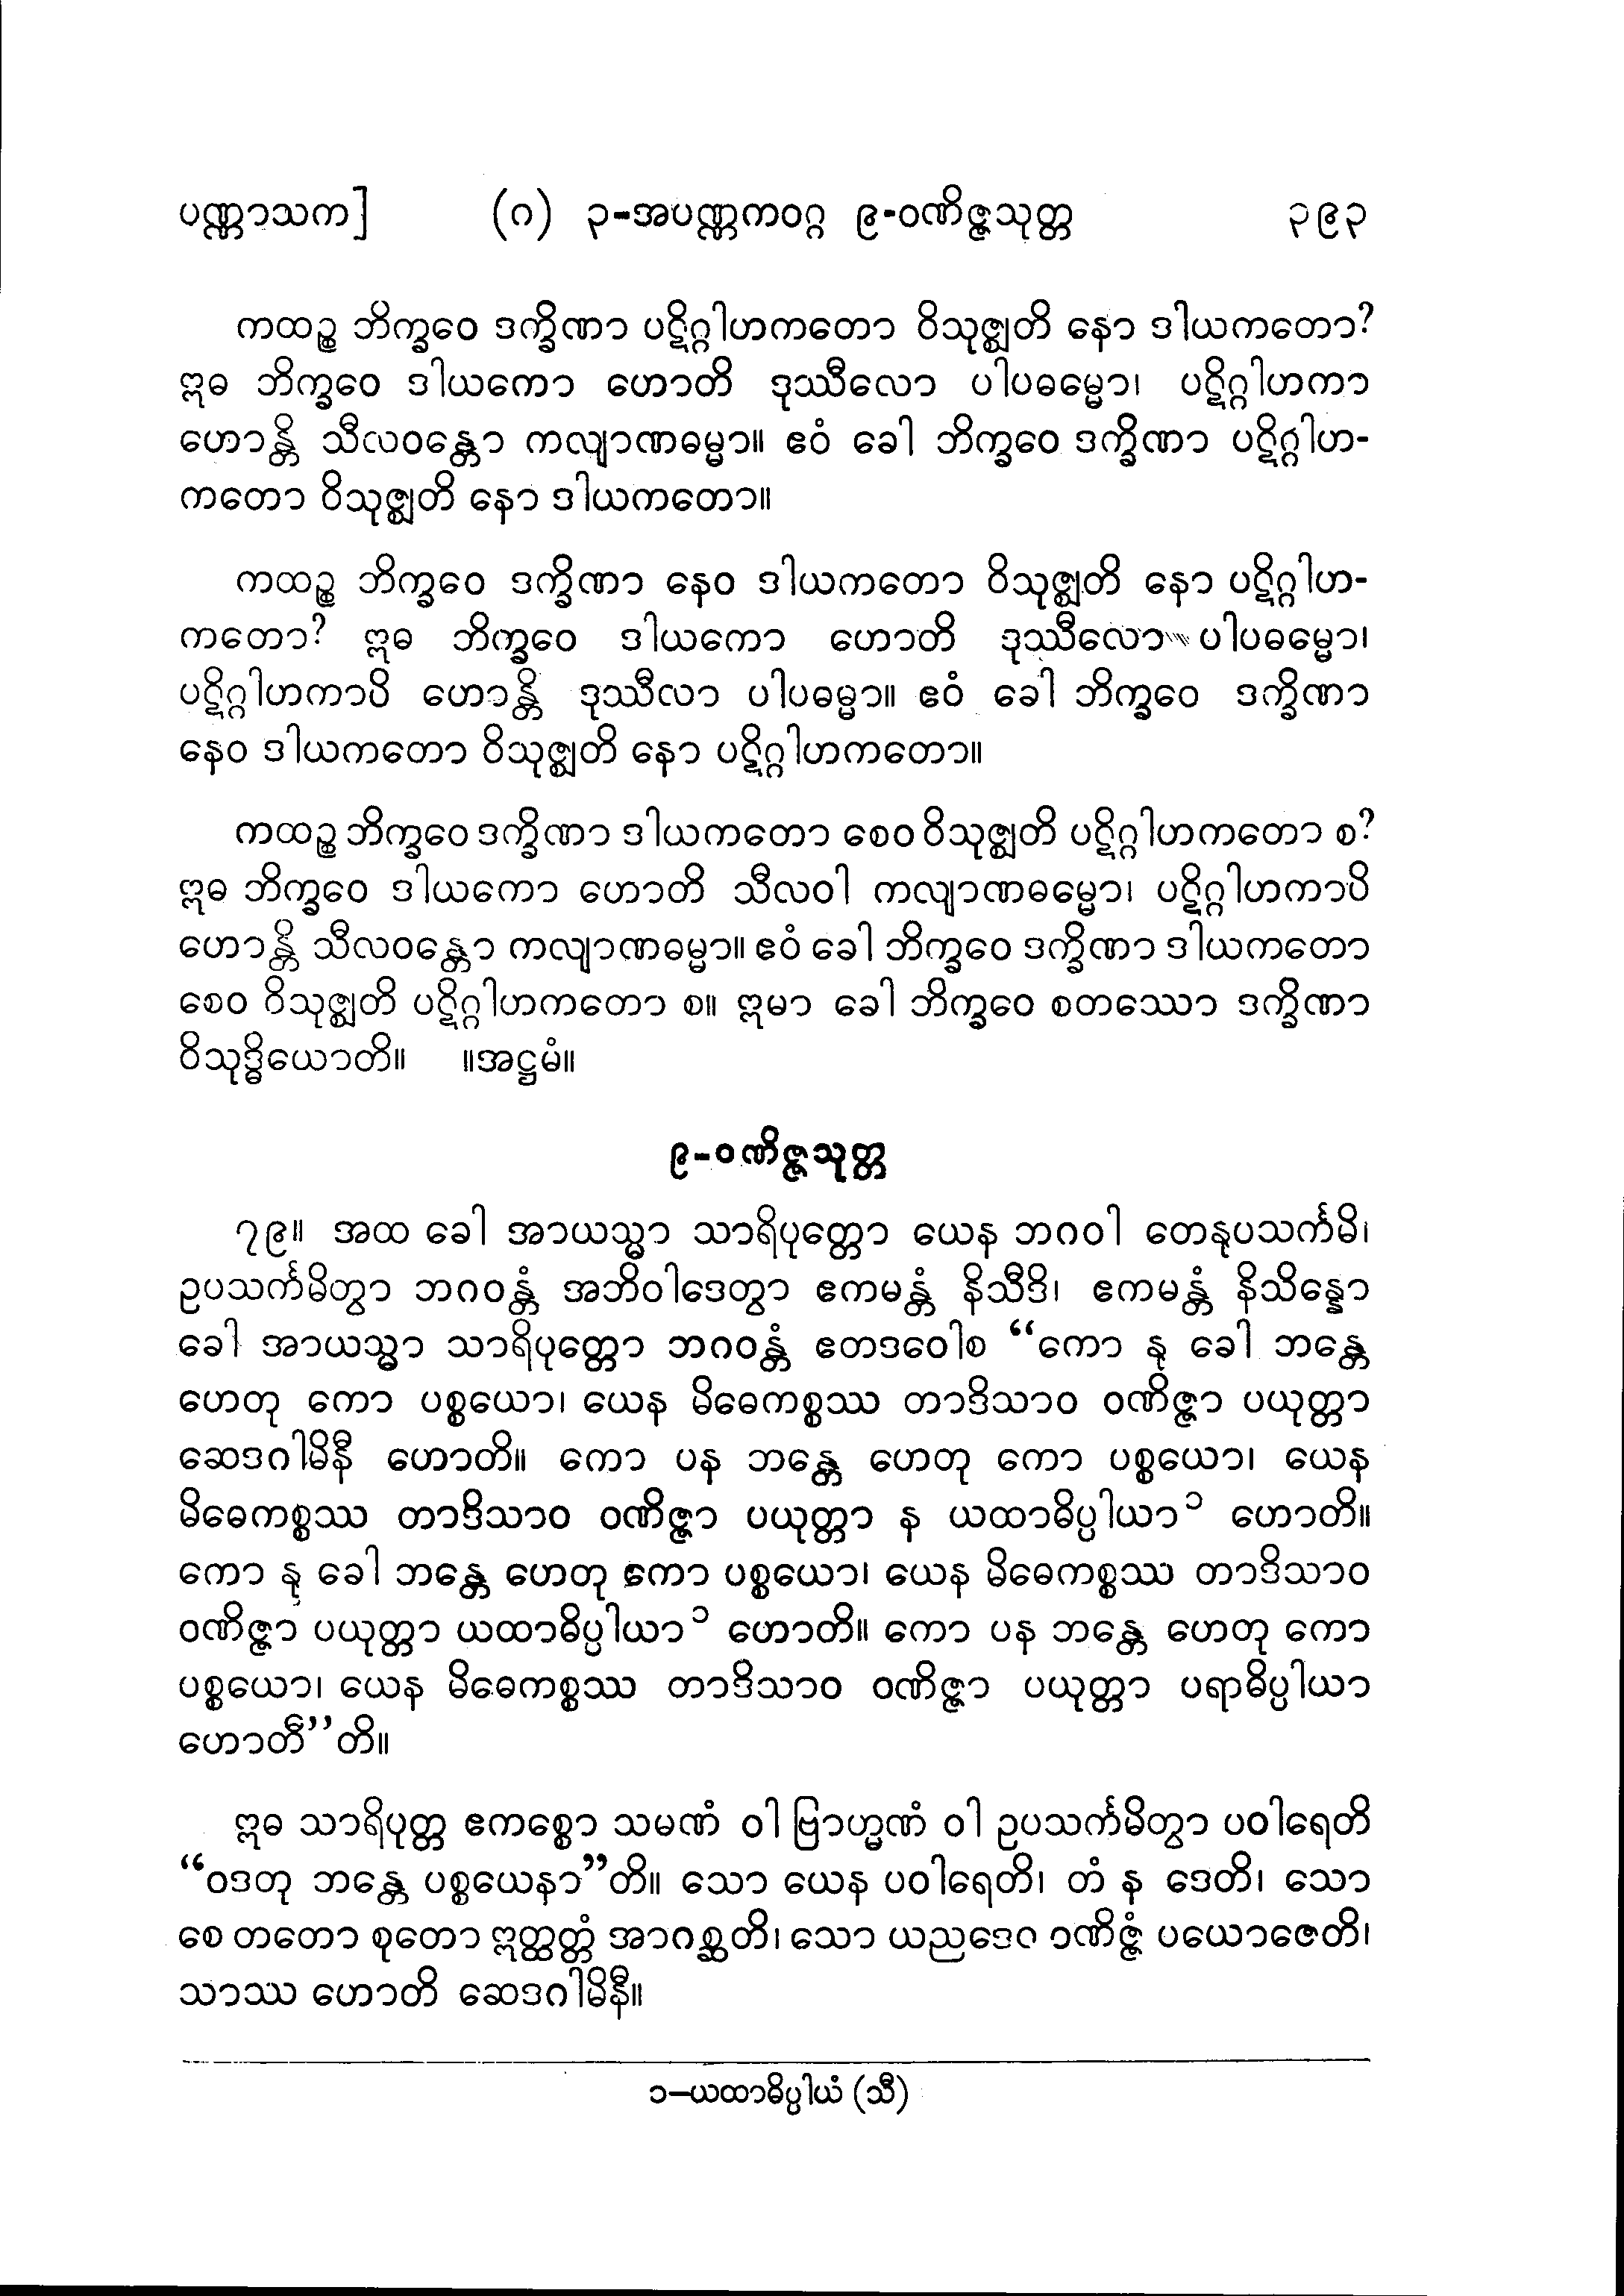 ပဏ္ဏာသက] (ဂ) ၃-အပဏ္ဏကဝဂ္ဂ ၉-ဝဏိဇ္ဇသုတ္တ ၃၉၃
ကထဉ္စ ဘိက္ခဝေ ဒက္ခိဏာ ပဋိဂ္ဂါဟကတော ဝိသုဇ္ဈတိ နော ဒါယကတော?
ဣဓ ဘိက္ခဝေ ဒါယကော ဟောတိ ဒုဿီလော ပါပဓမ္မော၊ ပဋိဂ္ဂါဟကာ
ဟောန္တိ သီလဝန္တော ကလျာဏဓမ္မာ။ ဧဝံ ခေါ ဘိက္ခဝေ ဒက္ခိဏာ ပဋိဂ္ဂါဟ-
ကတော ဝိသုဇ္ဈတိ နော ဒါယကတော။
ကထဉ္စ ဘိက္ခဝေ ဒက္ခိဏာ နေဝ ဒါယကတော ဝိသုဇ္ဈတိ နော ပဋိဂ္ဂါဟ-
ကတော? ဣဓ ဘိက္ခဝေ ဒါယကော ဟောတိ ဒုဿီလော ပါပဓမ္မော၊
ပဋိဂ္ဂါဟကာပိ ဟောန္တိ ဒုဿီလာ ပါပဓမ္မာ။ ဧဝံ ခေါ ဘိက္ခဝေ ဒက္ခိဏာ
နေဝ ဒါယကတော ဝိသုဇ္ဈတိ နော ပဋိဂ္ဂါဟကတော။
ကထဉ္စ ဘိက္ခဝေ ဒက္ခိဏာ ဒါယကတော စေဝ ဝိသုဇ္ဈတိ ပဋိဂ္ဂါဟကတော စ?
ဣဓ ဘိက္ခဝေ ဒါယကော ဟောတိ သီလဝါ ကလျာဏဓမ္မော၊ ပဋိဂ္ဂါဟကာပိ
ဟောန္တိ သီလဝန္တော ကလျာဏဓမ္မာ။ ဧဝံ ခေါ ဘိက္ခဝေ ဒက္ခိဏာ ဒါယကတော
စေဝ ဝိသုဇ္ဈတိ ပဋိဂ္ဂါဟကတော စ။ ဣမာ ခေါ ဘိက္ခဝေ စတဿော ဒက္ခိဏာ
ဝိသုဒ္ဓိယောတိ။ ။အဋ္ဌမံ။
၉-ဝဏိဇ္ဇသုတ္တ
၇၉။ အထ ခေါ အာယသ္မာ သာရိပုတ္တော ယေန ဘဂဝါ တေနုပသင်္ကမိ၊
ဥပသင်္ကမိတွာ ဘဂဝန္တံ အဘိဝါဒေတွာ ဧကမန္တံ နိသီဒိ၊ ဧကမန္တံ နိသိန္နော
ခေါ အာယသ္မာ သာရိပုတ္တော ဘဂဝန္တံ ဧတဒဝေါစ “ကော နု ခေါ ဘန္တေ
ဟေတု ကော ပစ္စယော၊ ယေန မိဓေကစ္စဿ တာဒိသာဝ ဝဏိဇ္ဇာ ပယုတ္တာ
ဆေဒဂါမိနီ ဟောတိ။ ကော ပန ဘန္တေ ဟေတု ကော ပစ္စယော၊ ယေန
မိဓေကစ္စဿ တာဒိသာဝ ဝဏိဇ္ဇာ ပယုတ္တာ န ယထာဓိပ္ပါယာ ၁ ဟောတိ။
ကော နု ခေါ ဘန္တေ ဟေတု ကော ပစ္စယော၊ ယေန မိဓေကစ္စဿ တာဒိသာဝ
ဝဏိဇ္ဇာ ပယုတ္တာ ယထာဓိပ္ပါယာ ၁ ဟောတိ။ ကော ပန ဘန္တေ ဟေတု ကော
ပစ္စယော၊ ယေန မိဓေကစ္စဿ တာဒိသာဝ ဝဏိဇ္ဇာ ပယုတ္တာ ပရာဓိပ္ပါယာ
ဟောတီ”တိ။
ဣဓ သာရိပုတ္တ ဧကစ္စော သမဏံ ဝါ ဗြာဟ္မဏံ ဝါ ဥပသင်္ကမိတွာ ပဝါရေတိ
“ဝဒတု ဘန္တေ ပစ္စယေနာ”တိ။ သော ယေန ပဝါရေတိ၊ တံ န ဒေတိ၊ သော
စေ တတော စုတော ဣတ္ထတ္တံ အာဂစ္ဆတိ၊ သော ယညဒေဝ ဝဏိဇ္ဇံ ပယောဇေတိ၊
သာဿ ဟောတိ ဆေဒဂါမိနီ။
၁–ယထာဓိပ္ပါယံ (သီ)